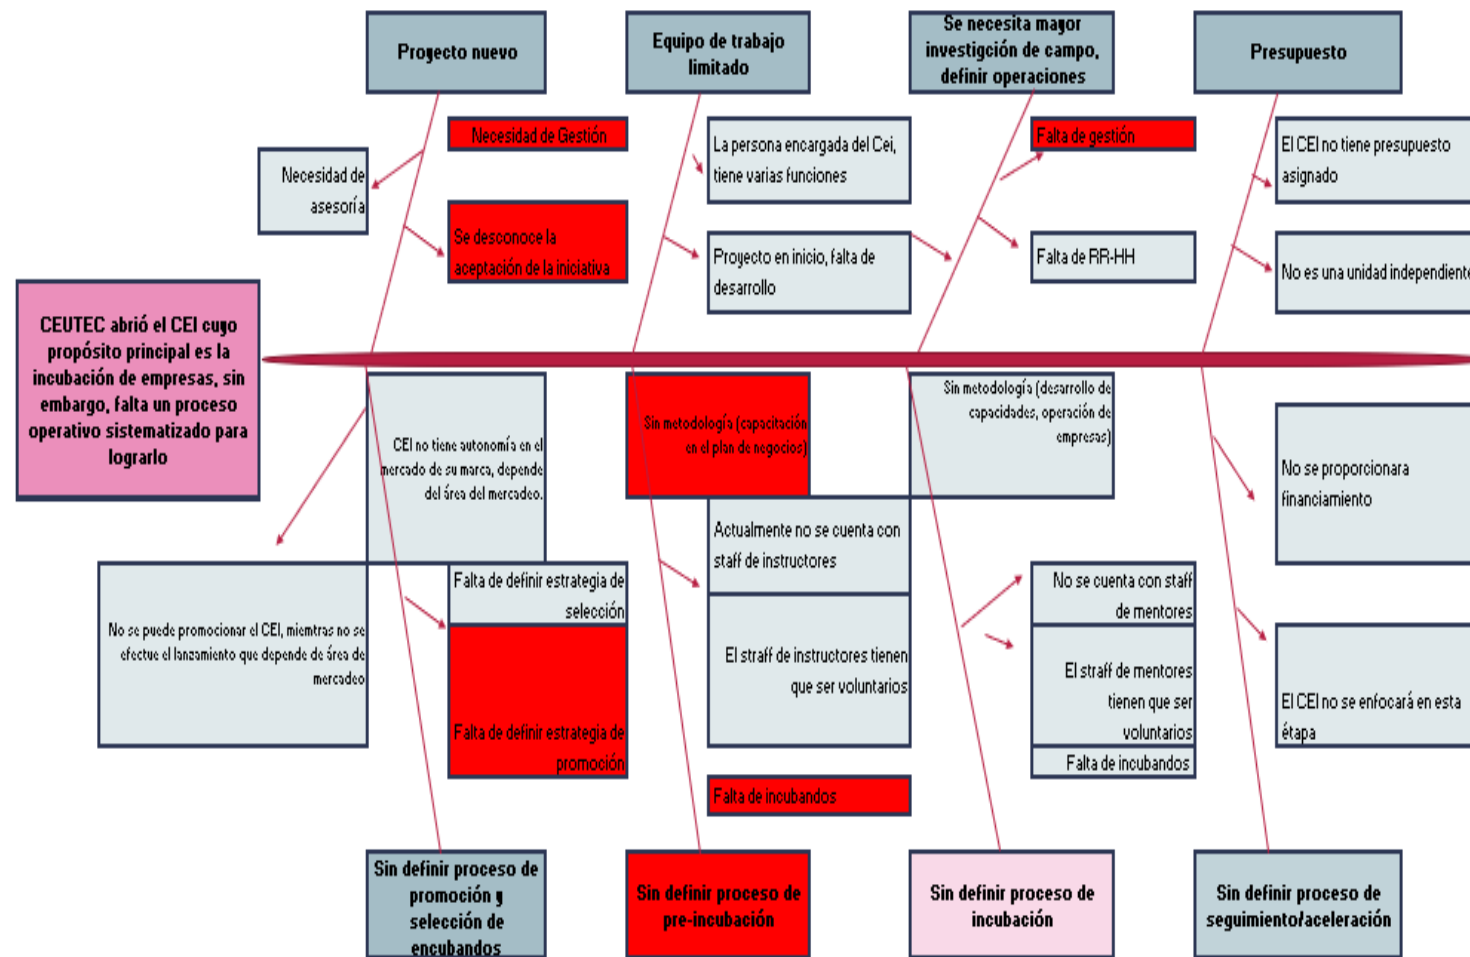 Proyecto nuevo
Equipo de trabajo
limitado
Se necesita mayor
investigción de campo,
definir operaciones
Presupuesto
Necesidad de Gestión
Necesidad de
asesoría
Se desconoce la
aceptación de la iniciativa
La persona encargada del Cei,
tiene varias funciones
Proyecto en inicio, falta de
desarrollo
Falta de gestión
Falta de RR-HH
El CEI no tiene presupuesto
asignado
No es una unidad independiente
CEUTEC abrió el CEI cuyo
propósito principal es la
incubación de empresas, sin
embargo, falta un proceso
operativo sistematizado para
lograrlo
CEI no tiene autonomía en el
mercado de su marca, depende
del área del mercadeo.
No se puede promocionar el CEI, miemtras no se
efectue el lanzamiento que depende de área de
mercadeo
Falta de definir estrategia de
selección
Falta de definir estrategia de
promoción
Sin metodología (capacitación
en el plan de negocios)
Actualmente no se cuenta con
staff de instructores
El straff de instructores tienen
que ser voluntarios
Falta de incubandos
Sin metodología (desarrollo de
capacidades, operación de
empresas)
No se cuenta con staff
de mentores
El straff de mentores
tienen que ser
voluntarios
Falta de incubandos
No se proporcionara
financiamiento
El CEI no se enfocará en esta
étapa
Sin definir proceso de
promoción y
selección de
encubandos
Sin definir proceso de
pre-incubación
Sin definir proceso de
incubación
Sin definir proceso de
seguimiento/aceleración